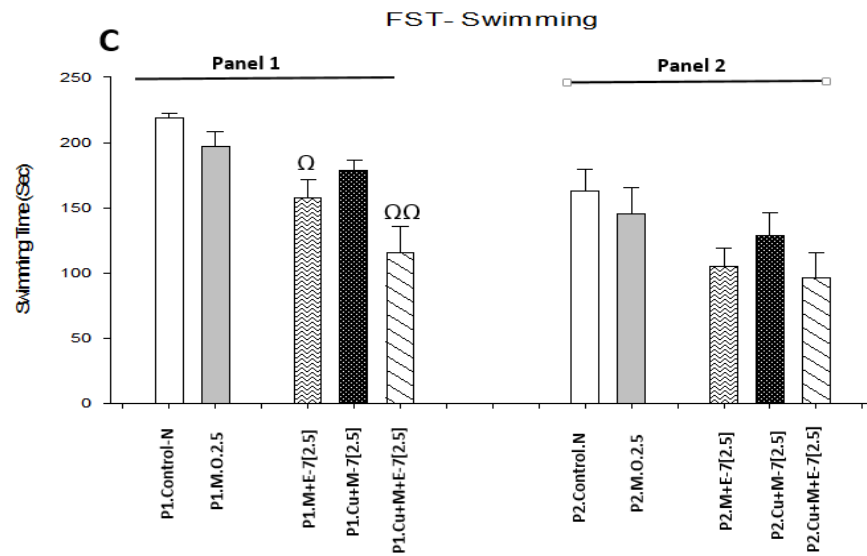 FST- Swimming
C
Panel 1
Panel 2
250
200
150
100
50
0
Swimming Time (Sec)
Ω
ΩΩ
P1.Control-N
P1.M.O.2.5
P1.M+E-7[2.5]
P1.Cu+M-7[2.5]
P1.Cu+M+E-7[2.5]
P2.Control.N
P2.M.O.2.5
P2.M+E-7[2.5]
P2.Cu+M-7[2.5]
P2.Cu+M+E-7[2.5]